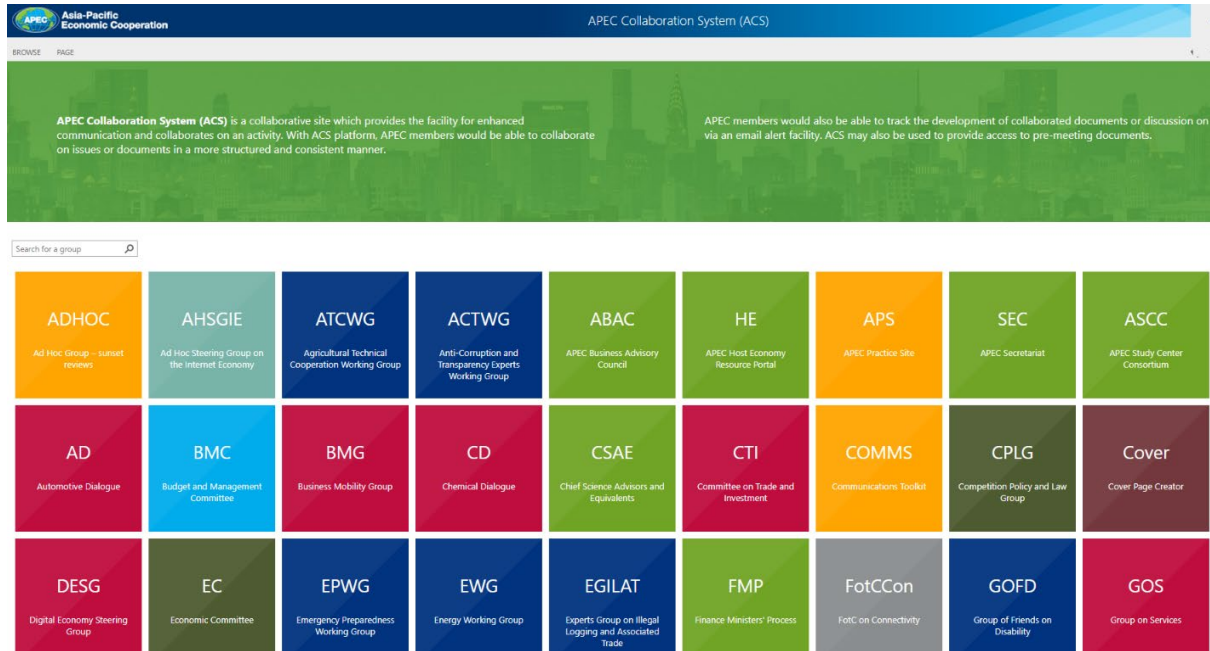 APEC
Asia-Pacific
Economic Cooperation
APEC Collaboration System (ACS)
BROWSE PAGE
APEC Collaboration System (ACS) is a collaborative site which provides the facility for enhanced
communication and collaborates on an activity. With ACS platform, APEC members would be able to collaborate
on issues or documents in a more structured and consistent manner.
APEC members would also be able to track the development of collaborated documents or discussion on
via an email alert facility. ACS may also be used to provide access to pre-meeting documents.
Search for a group
ADHOC
Ad Hoc Group – sunset
reviews
AHSGIE
Ad Hoc Steering Group on
the Internet Economy
ATCWG
Agricultural Technical
Cooperation Working Group
ACTWG
Anti-Corruption and
Transparency Experts
Working Group
ABAC
APEC Business Advisory
Council
HE
APEC Host Economy
Resource Portal
APS
APEC Practice Site
SEC
APEC Secretariat
ASCC
APEC Study Center
Consortium
AD
Automotive Dialogue
BMC
Budget and Management
Committee
BMG
Business Mobility Group
CD
Chemical Dialogue
CSAE
Chief Science Advisors and
Equivalents
CTI
Committee on Trade and
Investment
COMMS
Communications Toolkit
CPLG
Competition Policy and Law
Group
Cover
Cover Page Creator
DESG
Digital Economy Steering
Group
EC
Economic Committee
EPWG
Emergency Preparedness
Working Group
EWG
Energy Working Group
EGILAT
Experts Group on Illegal
Logging and Associated
Trade
FMP
Finance Ministers' Process
FotCCon
FotC on Connectivity
GOFD
Group of Friends on
Disability
GOS
Group on Services